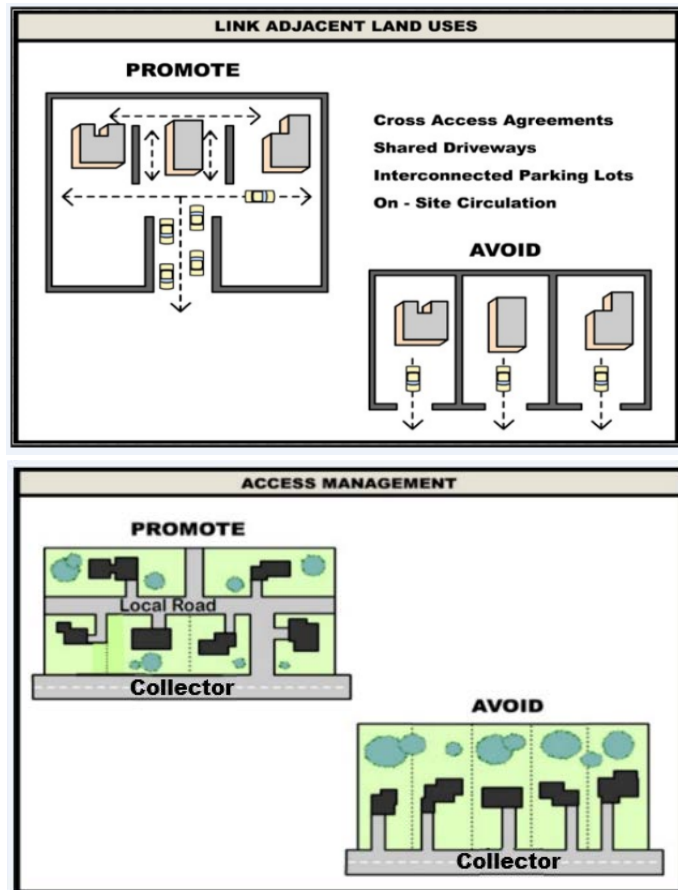 LINK ADJACENT LAND USES
PROMOTE
Cross Access Agreements
Shared Driveways
Interconnected Parking Lots
On - Site Circulation
AVOID
ACCESS MANAGEMENT
PROMOTE
Local Road
Collector
AVOID
Collector